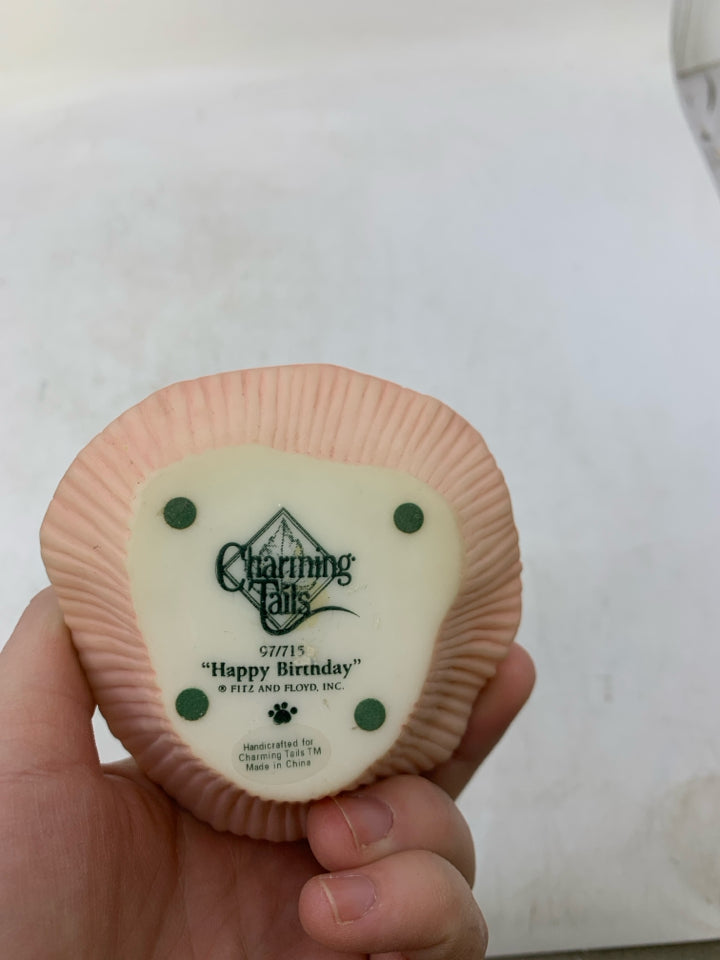 Charming
Tails
97/715
“Happy Birthday”
® FITZ AND FLOYD, INC.
Handicrafted for
Charming Tails TM
Made in China